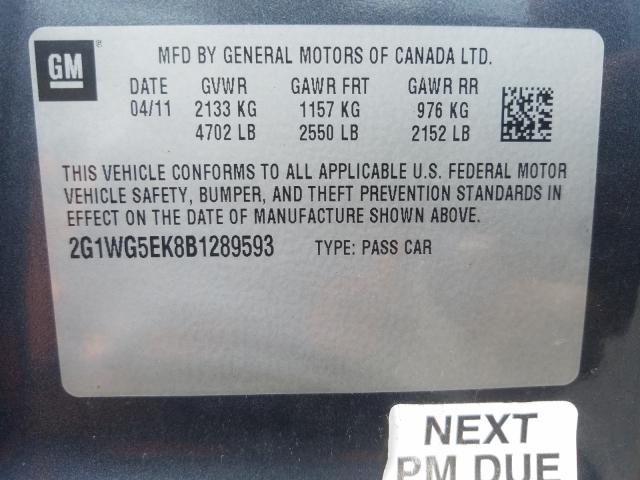 GM
®
MFD BY GENERAL MOTORS OF CANADA LTD.
DATE GVWR GAWR FRT GAWR RR
04/11 2133 KG 1157 KG 976 KG
4702 LB 2550 LB 2152 LB
THIS VEHICLE CONFORMS TO ALL APPLICABLE U.S. FEDERAL MOTOR
VEHICLE SAFETY, BUMPER, AND THEFT PREVENTION STANDARDS IN
EFFECT ON THE DATE OF MANUFACTURE SHOWN ABOVE.
2G1WG5EK8B1289593 TYPE: PASS CAR
NEXT
PM DUE